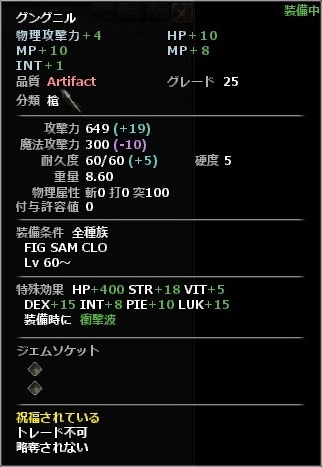 装備中
グングニル
物理攻撃力+4 HP+10
MP+10 MP+8
INT+1
品質 Artifact グレード 25
分類 槍
攻撃力 649 (+19)
魔法攻撃力 300 (-10)
耐久度 60/60 (+5) 硬度 5
重量 8.60
物理属性 斬0 打0 突100
付与許容値 0
装備条件 全種族
FIG SAM CLO
Lv 60～
特殊効果 HP+400 STR+18 VIT+5
DEX+15 INT+8 PIE+10 LUK+15
装備時に 衝撃波
ジェムソケット
祝福されている
トレード不可
略奪されない